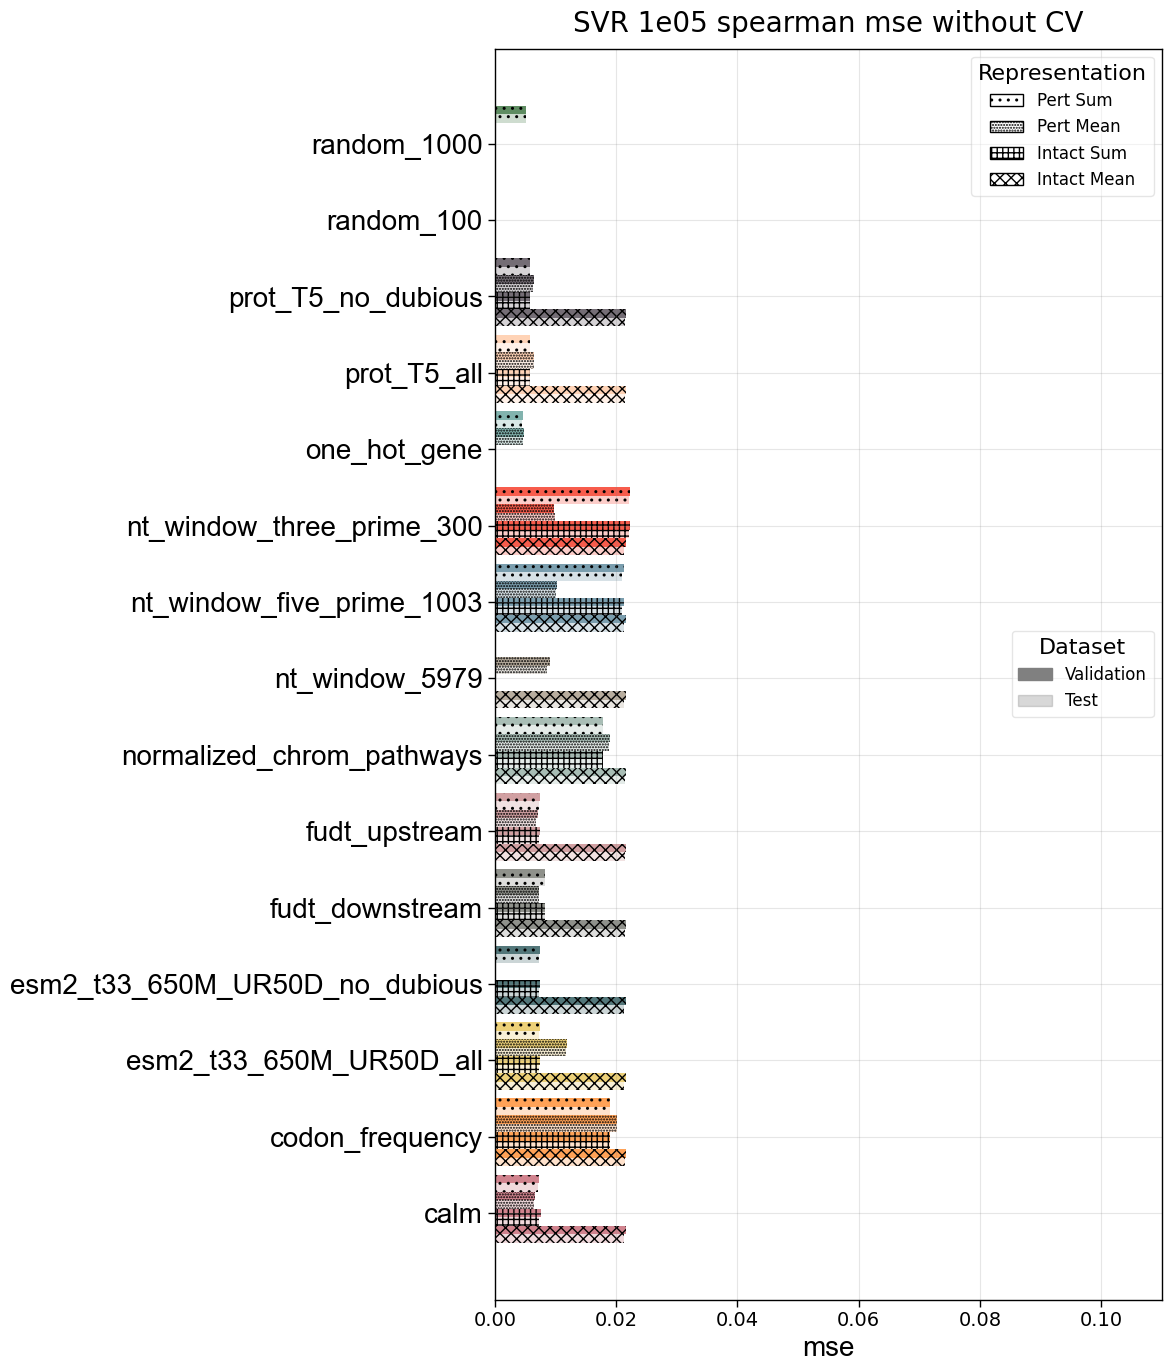 SVR 1e05 spearman mse without CV
Representation
Pert Sum
Pert Mean
Intact Sum
Intact Mean
random_1000
random_100
prot_T5_no_dubious
prot_T5_all
one_hot_gene
nt_window_three_prime_300
nt_window_five_prime_1003
nt_window_5979
Dataset
Validation
Test
normalized_chrom_pathways
fudt_upstream
fudt_downstream
esm2_t33_650M_UR50D_no_dubious
esm2_t33_650M_UR50D_all
codon_frequency
calm
0.00 0.02 0.04 0.06 0.08 0.10
mse